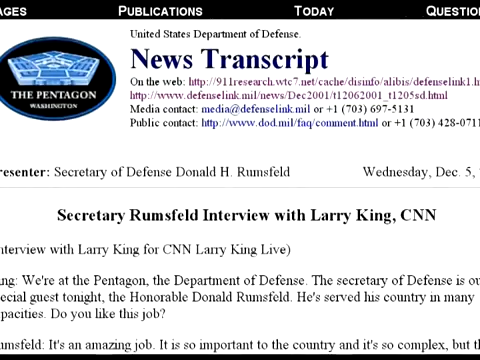 AGES PUBLICATIONS TODAY QUESTIO
United States Department of Defense.
News Transcript
THE PENTAGON
WASHINGTON
On the web: http://911research.wtc7.net/cache/disinfo/alibis/defenselink1.h
http://www.defenselink.mil/news/Dec2001/t12062001_t1205sd.html
Media contact: media@defenselink.mil or +1 (703) 697-5131
Public contact: http://www.dod.mil/faq/comment.html or +1 (703) 428-0711
resenter: Secretary of Defense Donald H. Rumsfeld Wednesday, Dec. 5,
Secretary Rumsfeld Interview with Larry King, CNN
nterview with Larry King for CNN Larry King Live)
ing: We're at the Pentagon, the Department of Defense. The secretary of Defense is ou
ecial guest tonight, the Honorable Donald Rumsfeld. He's served his country in many
pacities. Do you like this job?
umsfeld: It's an amazing job. It is so important to the country and it's so complex, but th